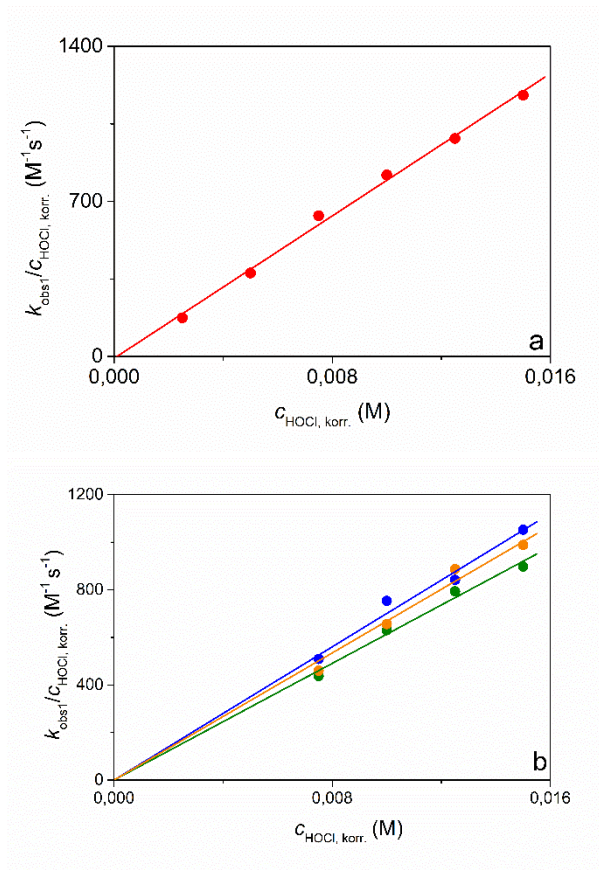 1400
700
0
k_obs1/c_HOCl, korr. (M⁻¹s⁻¹)
a
0,000
0,008
0,016
c_HOCl, korr. (M)
1200
800
400
0
k_obs1/c_HOCl, korr. (M⁻¹s⁻¹)
b
0,000
0,008
0,016
c_HOCl, korr. (M)